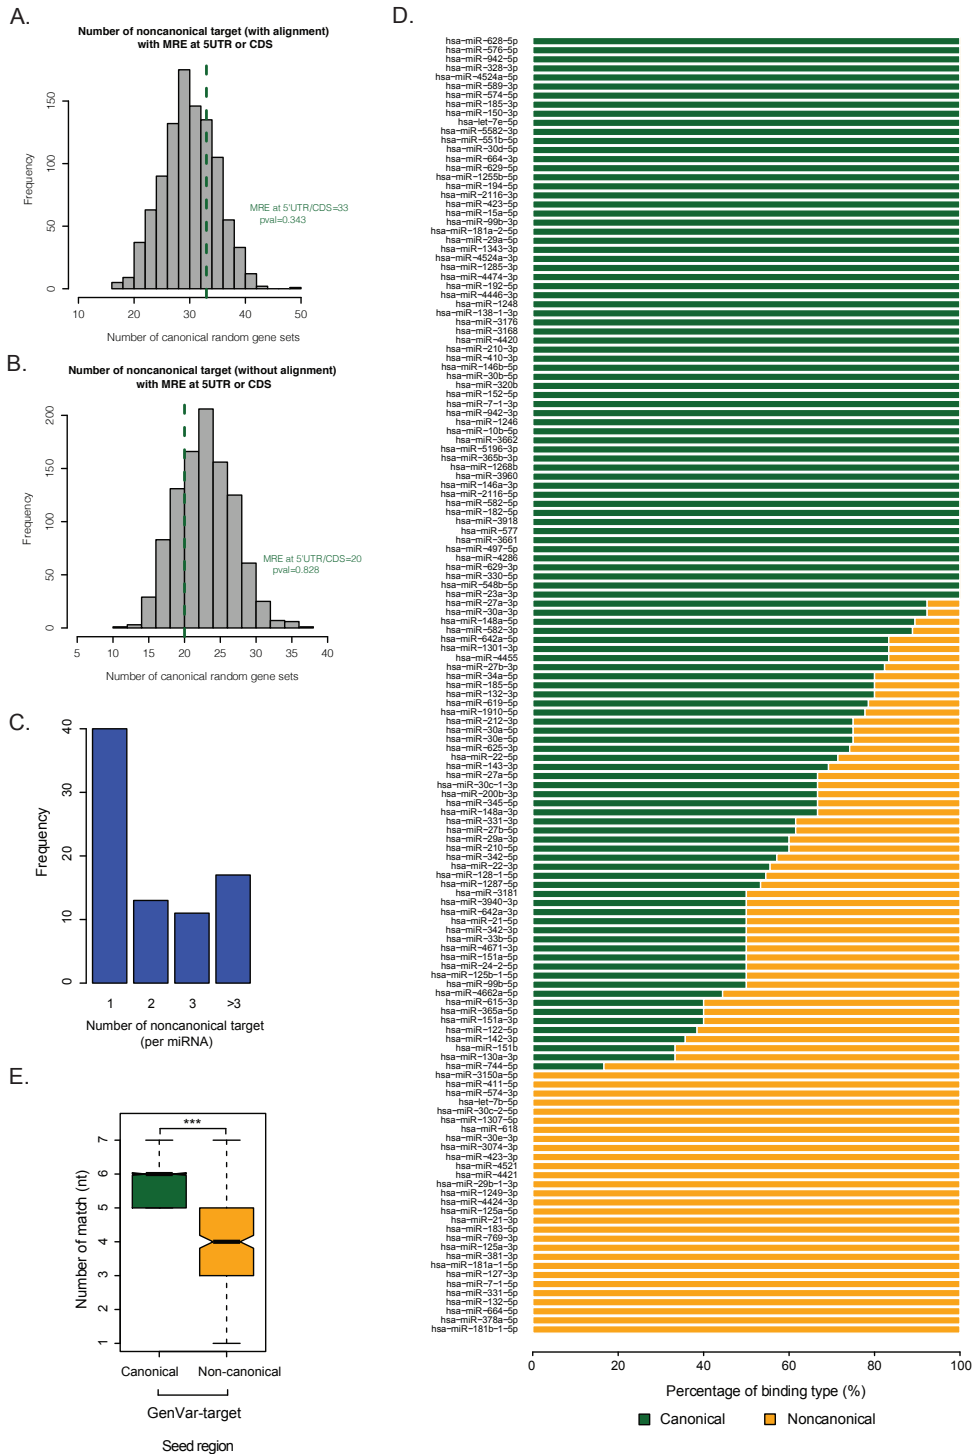 A.
Number of noncanonical target (with alignment)
with MRE at 5UTR or CDS
Frequency
0
50
100
150
MRE at 5'UTR/CDS=33
pval=0.343
10
20
30
40
50
Number of canonical random gene sets
B.
Number of noncanonical target (without alignment)
with MRE at 5UTR or CDS
Frequency
0
50
100
150
200
MRE at 5'UTR/CDS=20
pval=0.828
5
10
15
20
25
30
35
40
Number of canonical random gene sets
C.
Frequency
0
10
20
30
40
1
2
3
>3
Number of noncanonical target
(per miRNA)
E.
Number of match (nt)
1
2
3
4
5
6
7
***
Canonical
Non-canonical
GenVar-target
Seed region
D.
hsa-miR-628-5p
hsa-miR-576-5p
hsa-miR-942-5p
hsa-miR-328-3p
hsa-miR-4524a-5p
hsa-miR-589-3p
hsa-miR-574-5p
hsa-miR-185-3p
hsa-miR-150-3p
hsa-let-7e-5p
hsa-miR-5582-3p
hsa-miR-551b-5p
hsa-miR-30d-5p
hsa-miR-664-3p
hsa-miR-629-5p
hsa-miR-1255b-5p
hsa-miR-194-5p
hsa-miR-2116-3p
hsa-miR-423-5p
hsa-miR-15a-5p
hsa-miR-99b-3p
hsa-miR-181a-2-5p
hsa-miR-29a-5p
hsa-miR-1343-3p
hsa-miR-4524a-3p
hsa-miR-1285-3p
hsa-miR-4474-3p
hsa-miR-192-5p
hsa-miR-4446-3p
hsa-miR-1248
hsa-miR-138-1-3p
hsa-miR-3176
hsa-miR-3168
hsa-miR-4420
hsa-miR-210-3p
hsa-miR-410-3p
hsa-miR-146b-5p
hsa-miR-30b-5p
hsa-miR-320b
hsa-miR-152-5p
hsa-miR-7-1-3p
hsa-miR-942-3p
hsa-miR-1246
hsa-miR-10b-5p
hsa-miR-3662
hsa-miR-5196-3p
hsa-miR-365b-3p
hsa-miR-1268b
hsa-miR-3960
hsa-miR-146a-3p
hsa-miR-2116-5p
hsa-miR-582-5p
hsa-miR-182-5p
hsa-miR-3918
hsa-miR-577
hsa-miR-3661
hsa-miR-497-5p
hsa-miR-4286
hsa-miR-629-3p
hsa-miR-330-5p
hsa-miR-548b-5p
hsa-miR-23a-3p
hsa-miR-27a-3p
hsa-miR-30a-3p
hsa-miR-148a-5p
hsa-miR-582-3p
hsa-miR-642a-5p
hsa-miR-1301-3p
hsa-miR-4455
hsa-miR-27b-3p
hsa-miR-34a-5p
hsa-miR-185-5p
hsa-miR-132-3p
hsa-miR-619-5p
hsa-miR-1910-5p
hsa-miR-212-3p
hsa-miR-30a-5p
hsa-miR-30e-5p
hsa-miR-625-3p
hsa-miR-22-5p
hsa-miR-143-3p
hsa-miR-27a-5p
hsa-miR-30c-1-3p
hsa-miR-200b-3p
hsa-miR-345-5p
hsa-miR-148a-3p
hsa-miR-331-3p
hsa-miR-27b-5p
hsa-miR-29a-3p
hsa-miR-210-5p
hsa-miR-342-5p
hsa-miR-22-3p
hsa-miR-128-1-5p
hsa-miR-1287-5p
hsa-miR-3181
hsa-miR-3940-3p
hsa-miR-642a-3p
hsa-miR-21-5p
hsa-miR-342-3p
hsa-miR-33b-5p
hsa-miR-4671-3p
hsa-miR-151a-5p
hsa-miR-24-2-5p
hsa-miR-125b-1-5p
hsa-miR-99b-5p
hsa-miR-4662a-5p
hsa-miR-615-3p
hsa-miR-365a-5p
hsa-miR-151a-3p
hsa-miR-122-5p
hsa-miR-142-3p
hsa-miR-151b
hsa-miR-130a-3p
hsa-miR-744-5p
hsa-miR-3150a-5p
hsa-miR-411-5p
hsa-miR-574-3p
hsa-let-7b-5p
hsa-miR-30c-2-5p
hsa-miR-1307-5p
hsa-miR-618
hsa-miR-30e-3p
hsa-miR-3074-3p
hsa-miR-423-3p
hsa-miR-4521
hsa-miR-4421
hsa-miR-29b-1-3p
hsa-miR-1249-3p
hsa-miR-4424-3p
hsa-miR-125a-5p
hsa-miR-21-3p
hsa-miR-183-5p
hsa-miR-769-3p
hsa-miR-125a-3p
hsa-miR-381-3p
hsa-miR-181a-1-5p
hsa-miR-127-3p
hsa-miR-7-1-5p
hsa-miR-331-5p
hsa-miR-132-5p
hsa-miR-664-5p
hsa-miR-378a-5p
hsa-miR-181b-1-5p
0
20
40
60
80
100
Percentage of binding type (%)
Canonical
Noncanonical